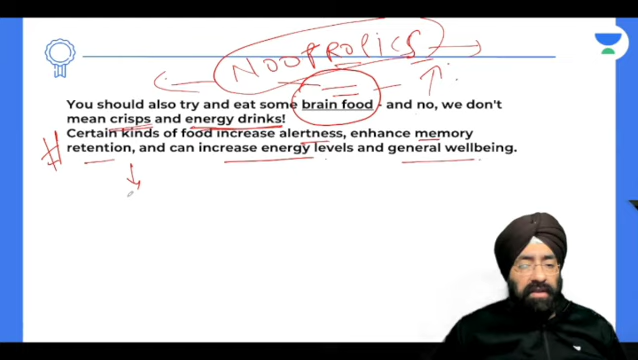 NOOTROPICS
You should also try and eat some brain food - and no, we don't
mean crisps and energy drinks!
Certain kinds of food increase alertness, enhance memory
retention, and can increase energy levels and general wellbeing.